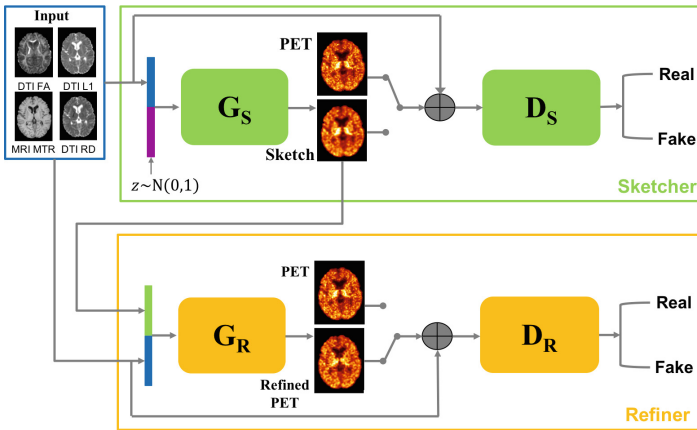 Input
DTI FA DTI L1
MRI MTR DTI RD
z~N(0,1)
G_S
PET
Sketch
D_S
Real
Fake
Sketcher
G_R
PET
Refined
PET
D_R
Real
Fake
Refiner